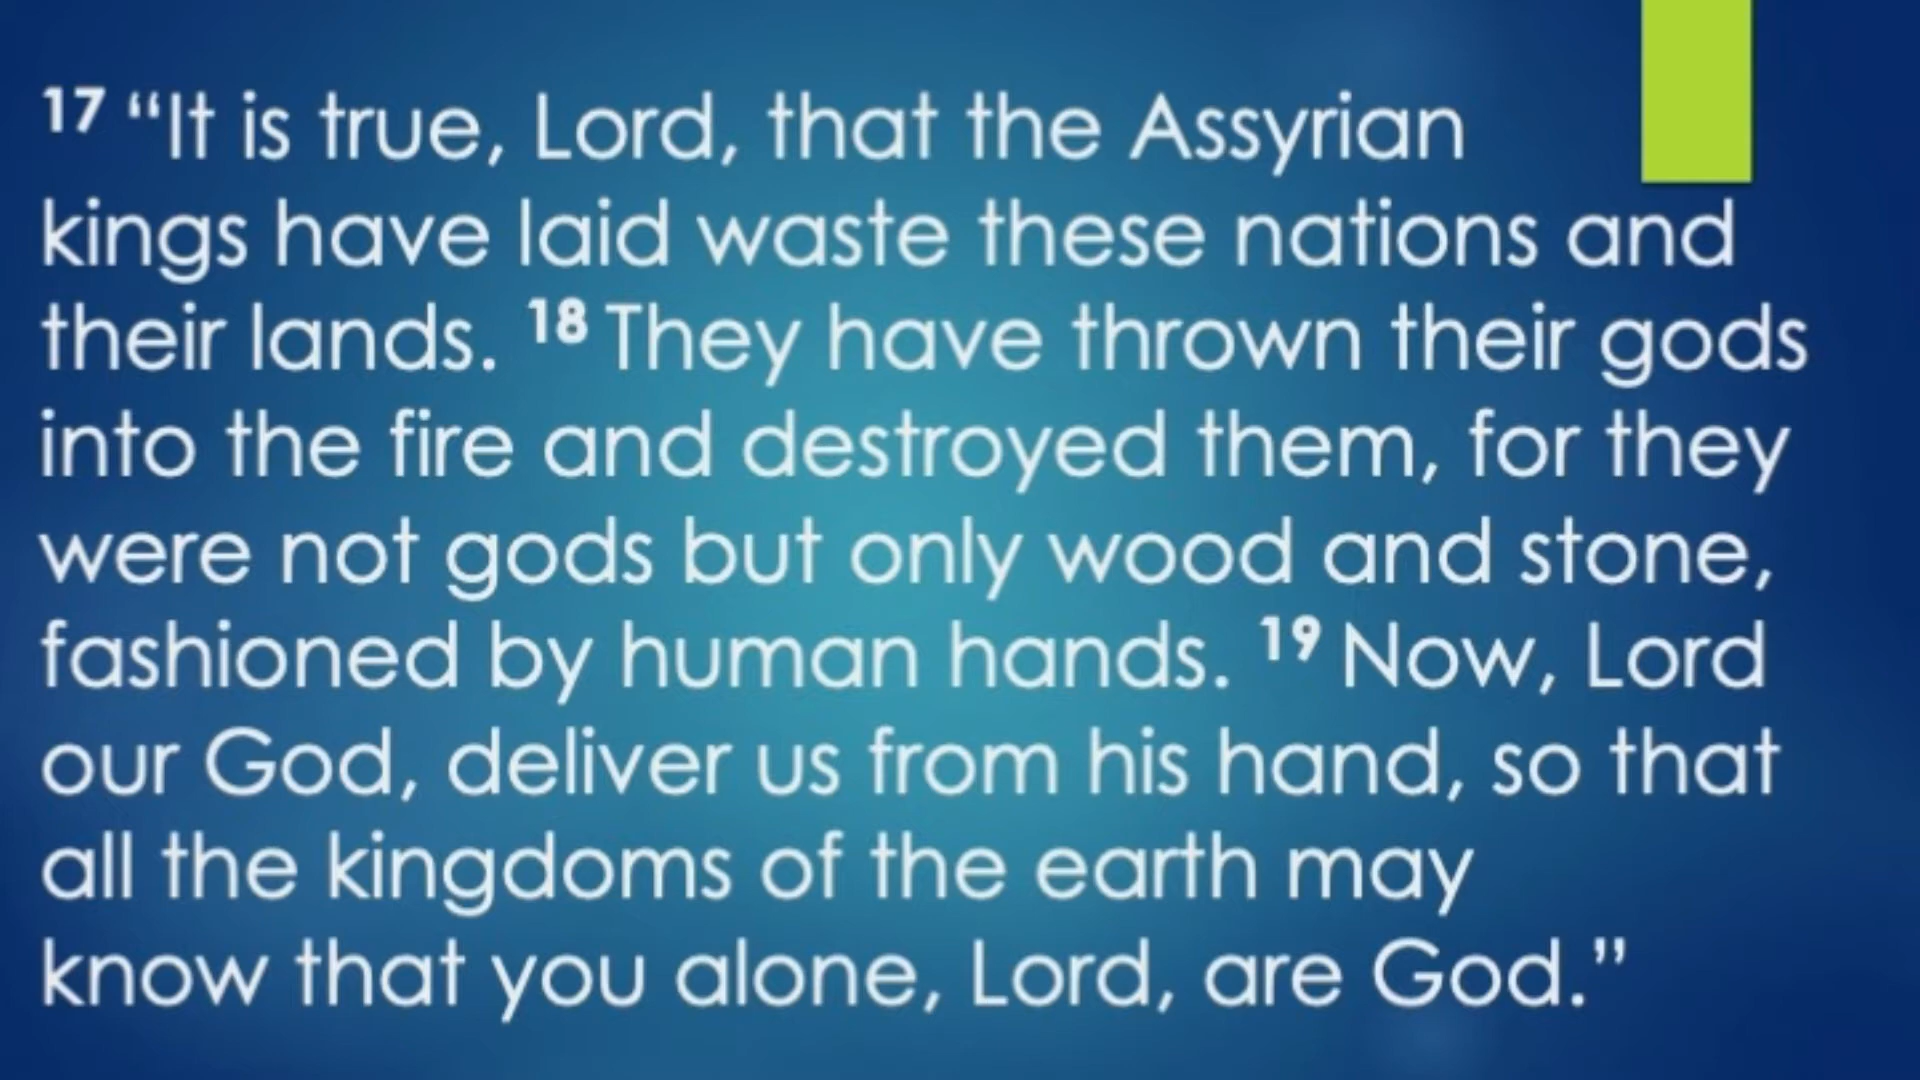 17 “It is true, Lord, that the Assyrian
kings have laid waste these nations and
their lands. 18 They have thrown their gods
into the fire and destroyed them, for they
were not gods but only wood and stone,
fashioned by human hands. 19 Now, Lord
our God, deliver us from his hand, so that
all the kingdoms of the earth may
know that you alone, Lord, are God.”